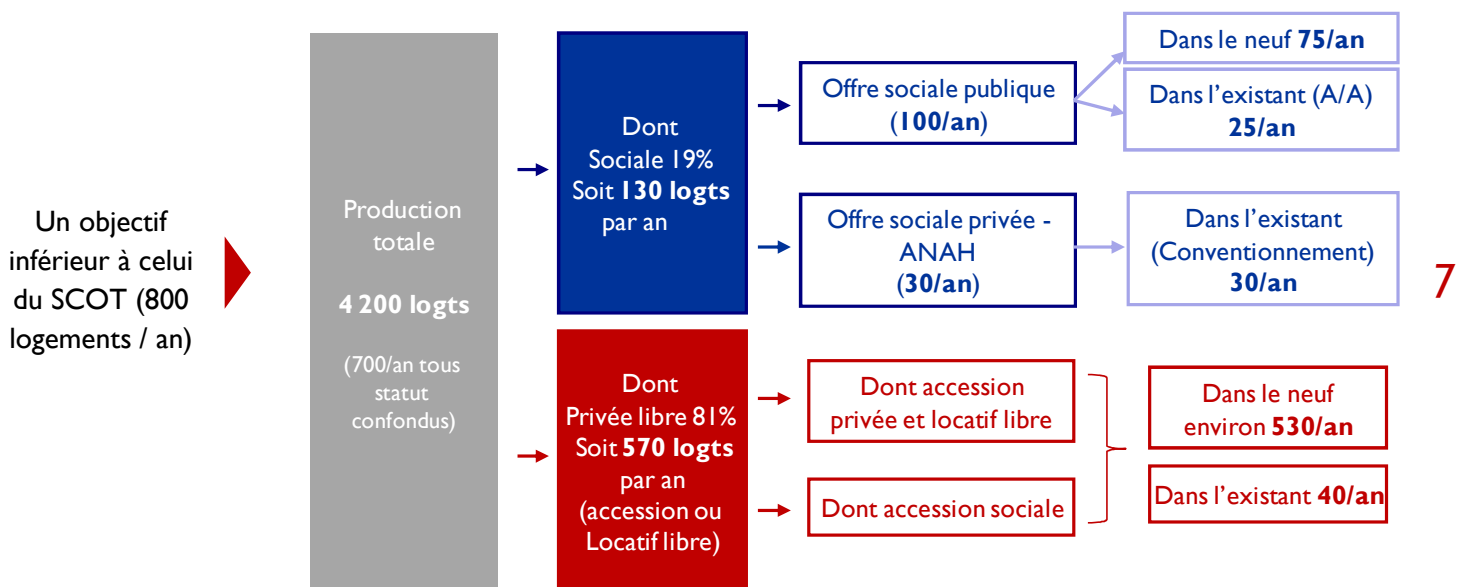 Un objectif
inférieur à celui
du SCOT (800
logements / an)
Production
totale
4 200 logts
(700/an tous
statut
confondus)
Dont
Sociale 19%
Soit 130 logts
par an
Offre sociale publique
(100/an)
Dans le neuf 75/an
Dans l'existant (A/A)
25/an
Offre sociale privée -
ANAH
(30/an)
Dans l'existant
(Conventionnement)
30/an
7
Dont
Privée libre 81%
Soit 570 logts
par an
(accession ou
Locatif libre)
Dont accession
privée et locatif libre
Dont accession sociale
Dans le neuf
environ 530/an
Dans l'existant 40/an